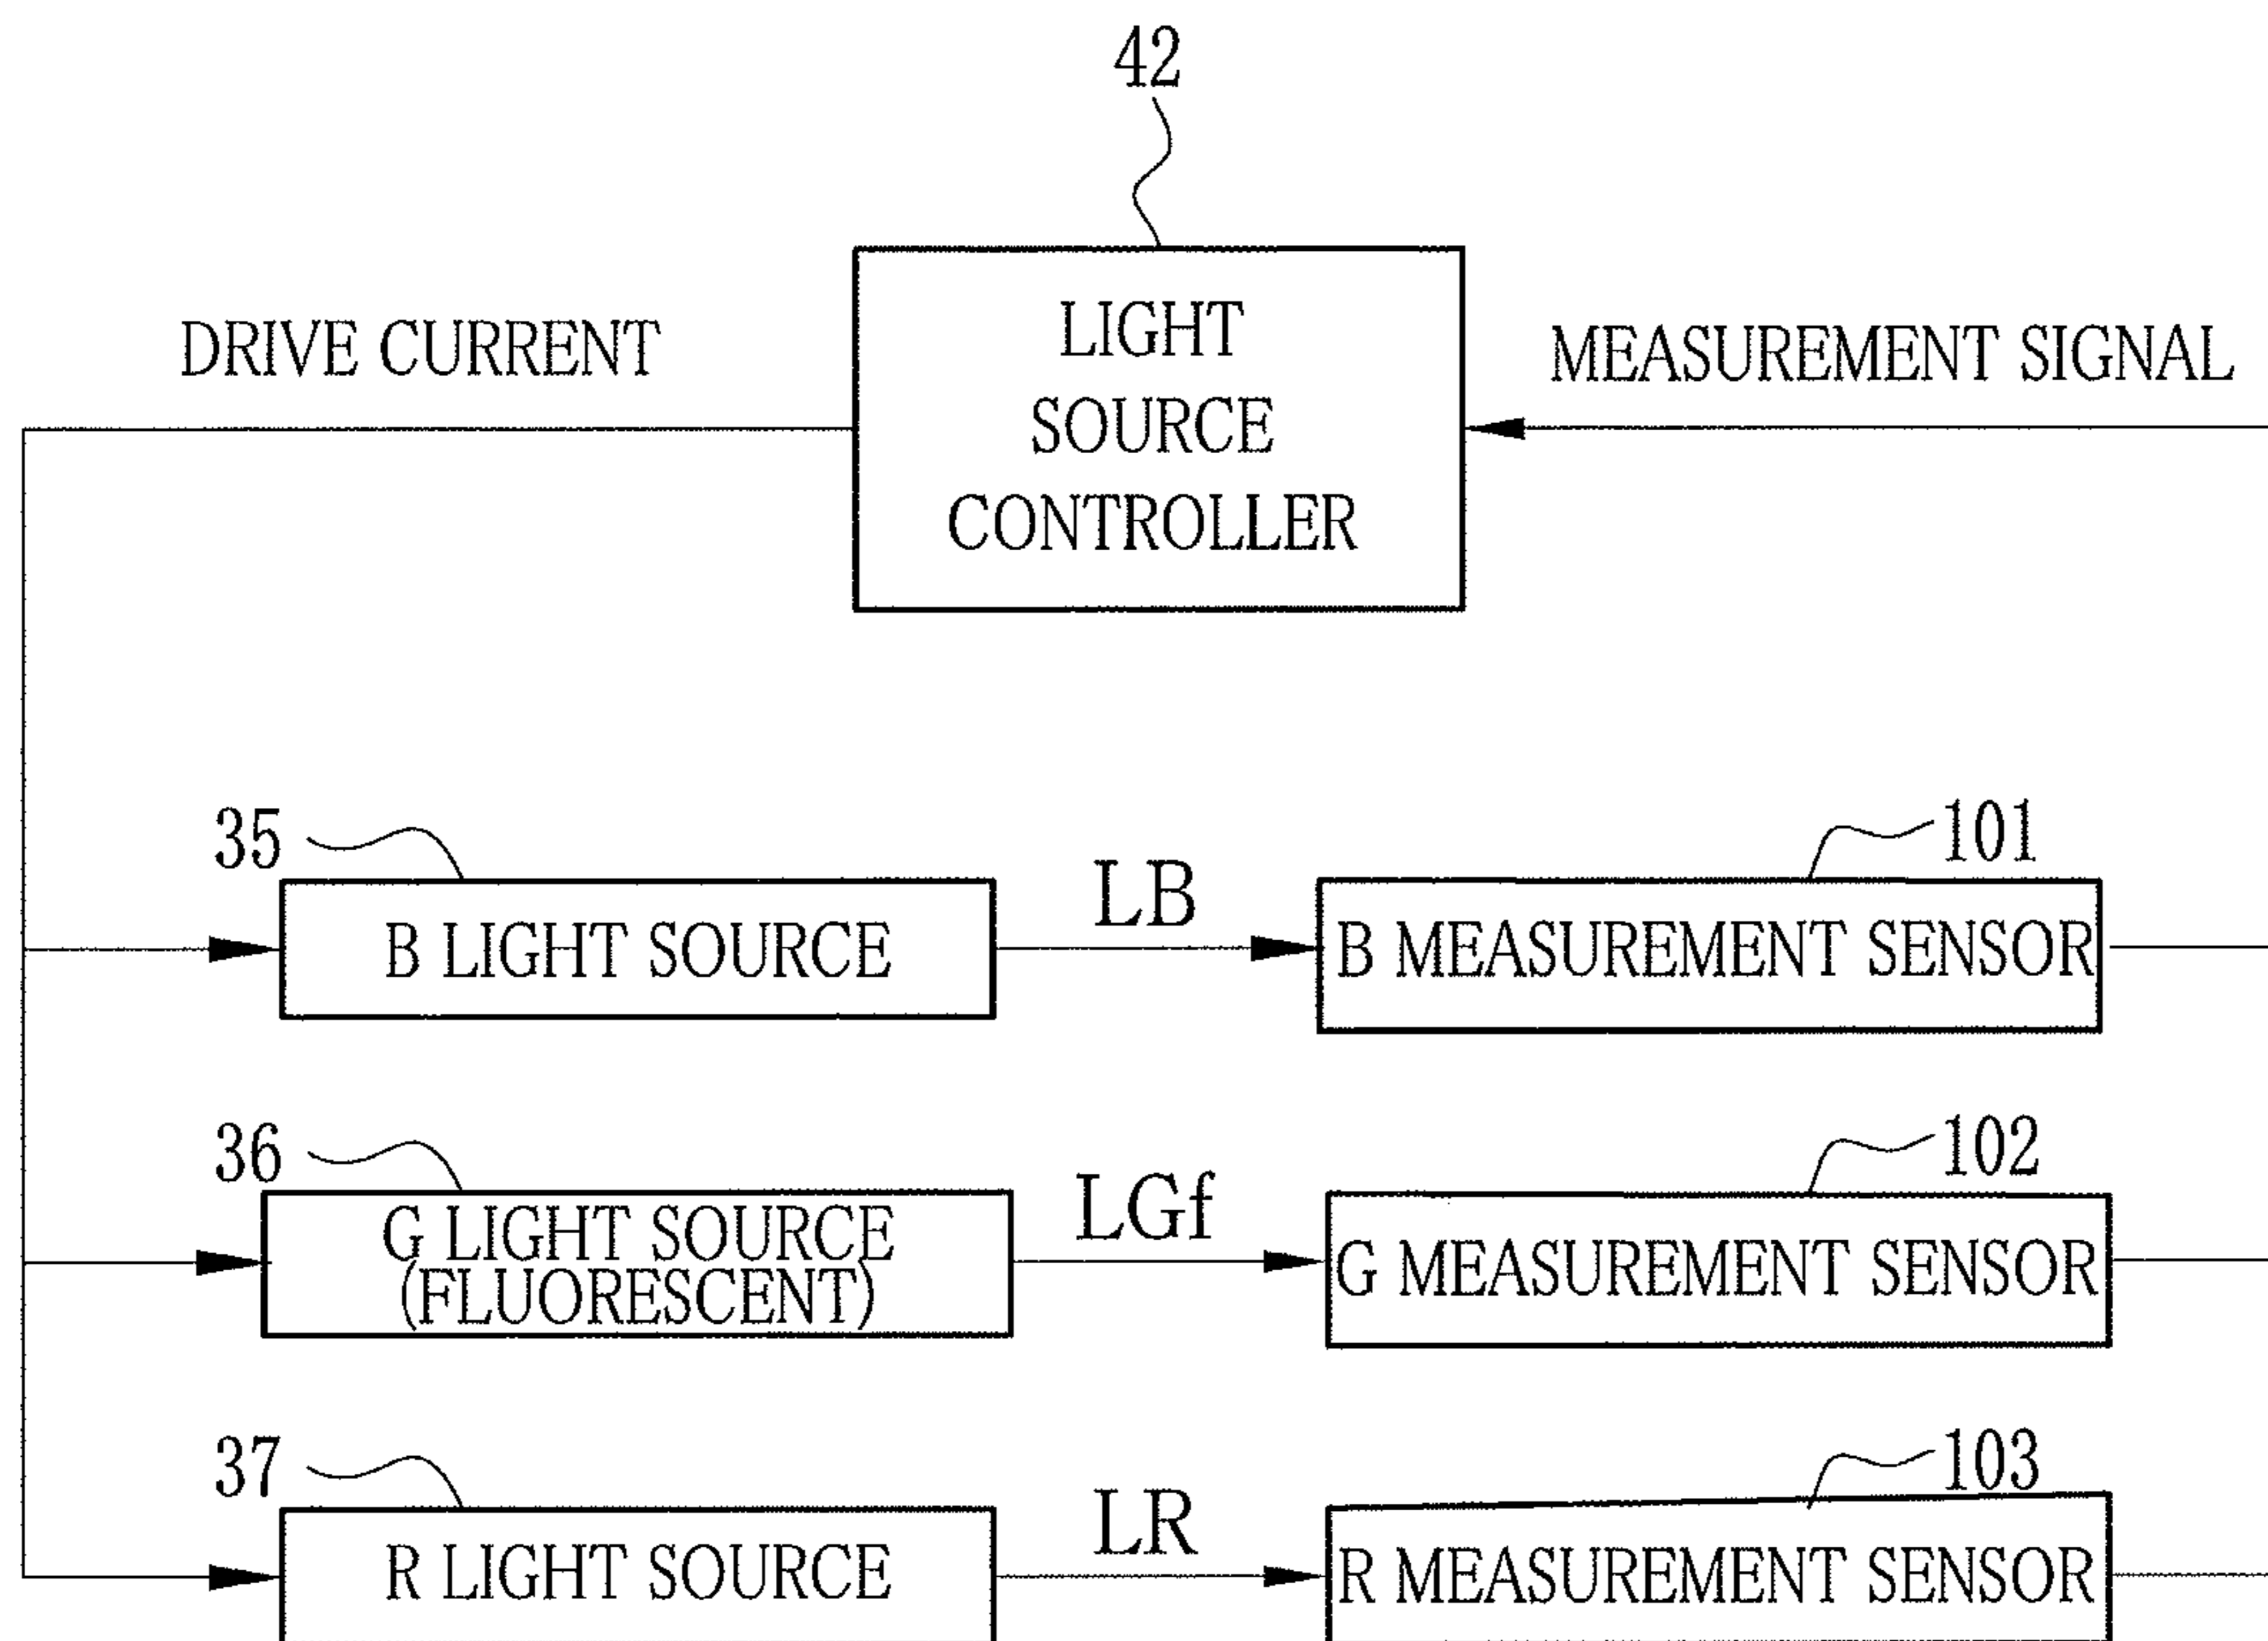 42
LIGHT
SOURCE
CONTROLLER
DRIVE CURRENT
MEASUREMENT SIGNAL
35
B LIGHT SOURCE
LB
101
B MEASUREMENT SENSOR
36
G LIGHT SOURCE
(FLUORESCENT)
LGf
102
G MEASUREMENT SENSOR
37
R LIGHT SOURCE
LR
103
R MEASUREMENT SENSOR